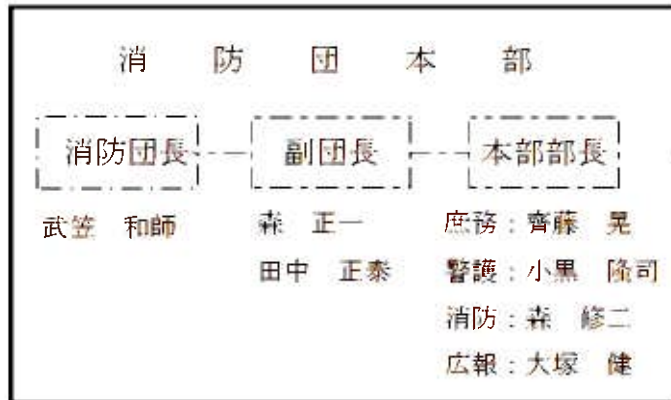 消防団本部
消防団長 副団長 本部部長
武笠 和師 森 正一 庶務：齊藤 晃
田中 正泰 警護：小黒 隆司
消防：森 修二
広報：大塚 健